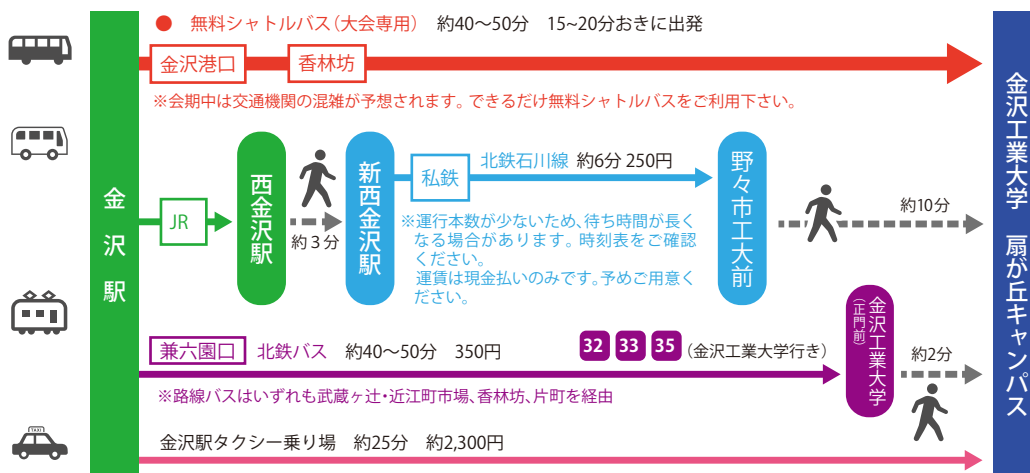 ● 無料シャトルバス（大会専用） 約40〜50分 15~20分おきに出発
金沢港口
香林坊
※会期中は交通機関の混雑が予想されます。できるだけ無料シャトルバスをご利用下さい。
金沢駅
JR
西金沢駅
約3分
新西金沢駅
私鉄
北鉄石川線 約6分 250円
※運行本数が少ないため、待ち時間が長く
なる場合があります。時刻表をご確認
ください。
運賃は現金払いのみです。予めご用意く
ださい。
野々市工大前
約10分
兼六園口
北鉄バス 約40〜50分 350円
32 33 35 (金沢工業大学行き)
※路線バスはいずれも武蔵ヶ辻・近江町市場、香林坊、片町を経由
金沢工業大学
（正門前）
約2分
TAXI
金沢駅タクシー乗り場 約25分 約2,300円
金沢工業大学 扇が丘キャンパス